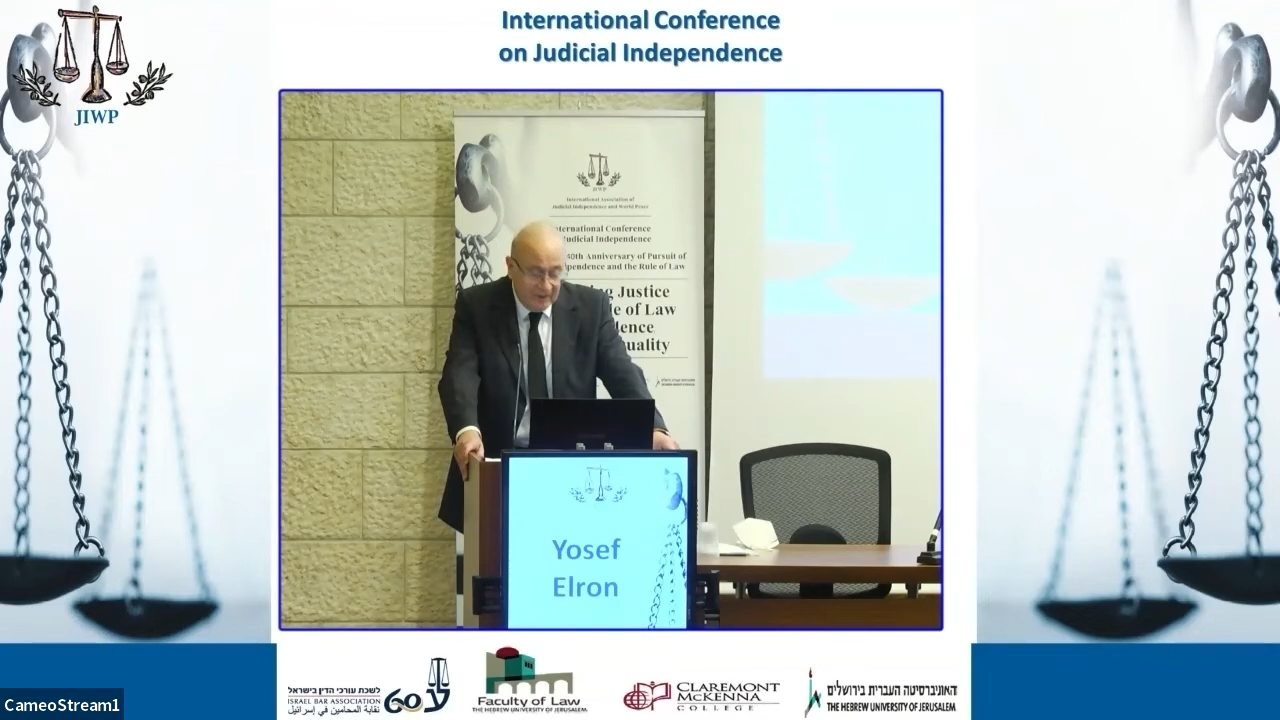 International Conference
on Judicial Independence
JIWP
JIWP
International Association of
Judicial Independence and World Peace
International Conference
Judicial Independence
40th Anniversary of Pursuit of
and the Rule of Law
Justice
of Law
Yosef
Elron
לשכת עורכי הדין בישראל
ISRAEL BAR ASSOCIATION
نقابة المحامين في إسرائيل
60
Faculty of Law
THE HEBREW UNIVERSITY OF JERUSALEM
CLAREMONT
MCKENNA
COLLEGE
האוניברסיטה העברית בירושלים
THE HEBREW UNIVERSITY OF JERUSALEM
CameoStream1